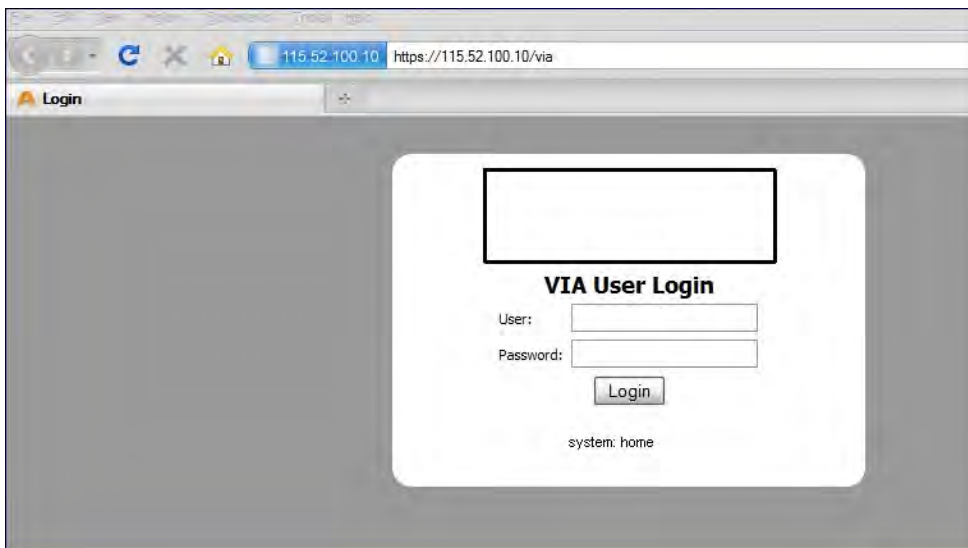 115.52.100.10 https://115.52.100.10/via
Login
VIA User Login
User:
Password:
Login
system: home